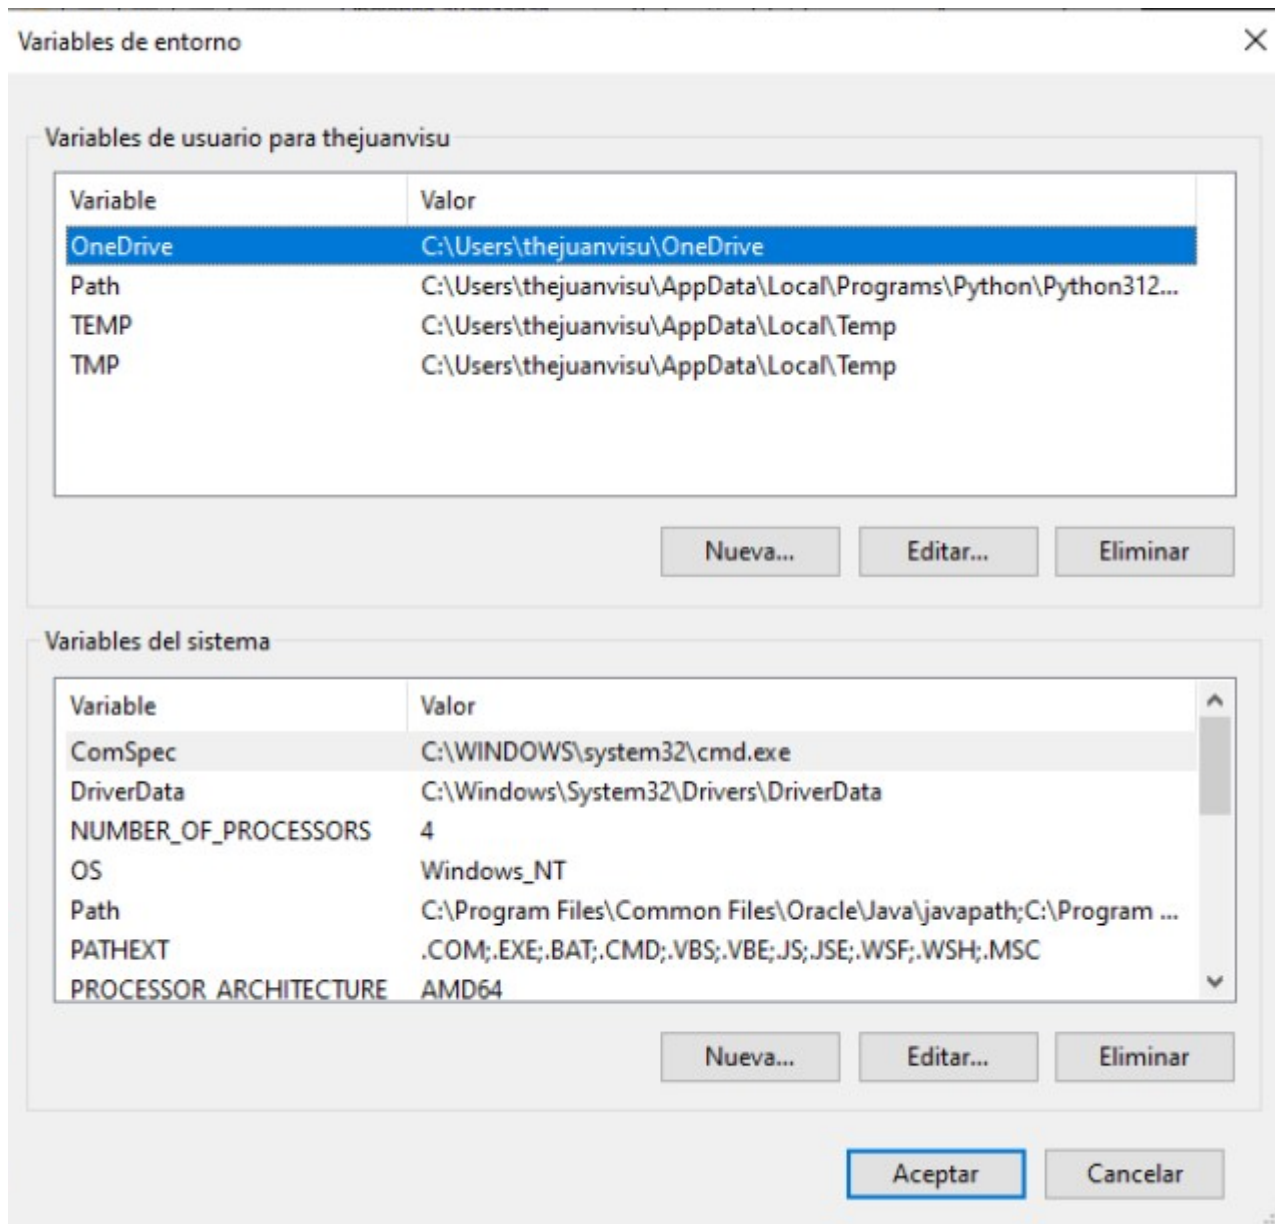 Variables de entorno
Variables de usuario para thejuanvisu
Variable Valor
OneDrive C:\Users\thejuanvisu\OneDrive
Path C:\Users\thejuanvisu\AppData\Local\Programs\Python\Python312...
TEMP C:\Users\thejuanvisu\AppData\Local\Temp
TMP C:\Users\thejuanvisu\AppData\Local\Temp
Nueva... Editar... Eliminar
Variables del sistema
Variable Valor
ComSpec C:\WINDOWS\system32\cmd.exe
DriverData C:\Windows\System32\Drivers\DriverData
NUMBER_OF_PROCESSORS 4
OS Windows_NT
Path C:\Program Files\Common Files\Oracle\Java\javapath;C:\Program ...
PATHEXT .COM;.EXE;.BAT;.CMD;.VBS;.VBE;.JS;.JSE;.WSF;.WSH;.MSC
PROCESSOR_ARCHITECTURE AMD64
Nueva... Editar... Eliminar
Aceptar Cancelar